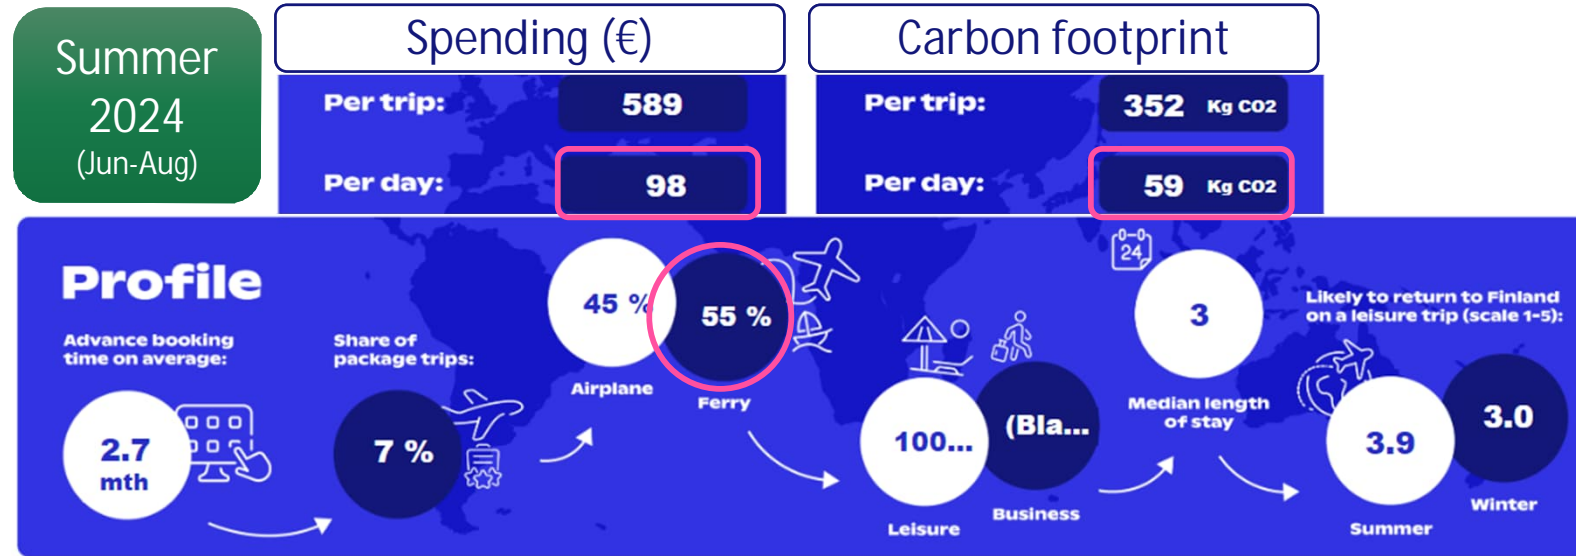 Summer
2024
(Jun-Aug)
Spending (€)
Per trip: 589
Per day: 98
Carbon footprint
Per trip: 352 Kg CO2
Per day: 59 Kg CO2
Profile
Advance booking
time on average:
2.7
mth
Share of
package trips:
7 %
45 %
Airplane
55 %
Ferry
100...
Leisure
(Bla...
Business
24
3
Median length
of stay
Likely to return to Finland
on a leisure trip (scale 1-5):
3.9
Summer
3.0
Winter